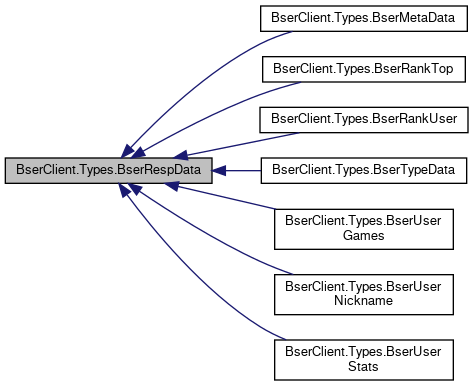 BserClient.Types.BserMetaData
BserClient.Types.BserRankTop
BserClient.Types.BserRankUser
BserClient.Types.BserRespData
BserClient.Types.BserTypeData
BserClient.Types.BserUser
Games
BserClient.Types.BserUser
Nickname
BserClient.Types.BserUser
Stats